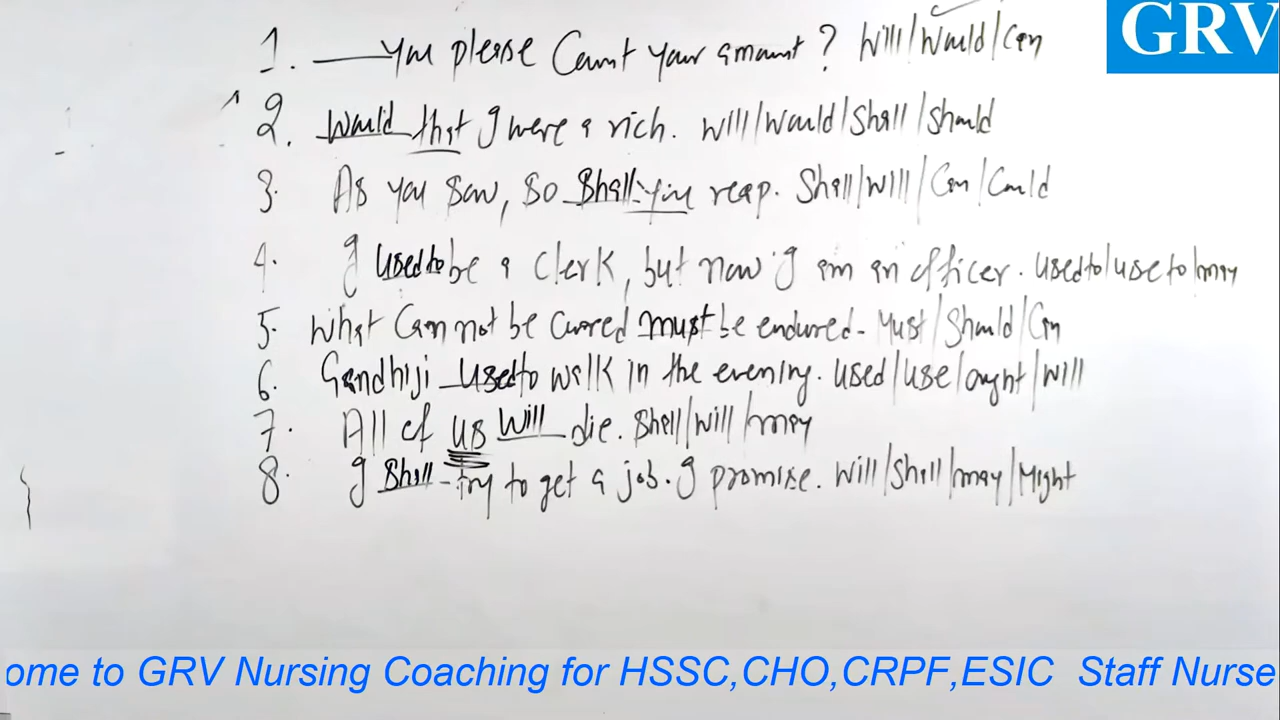 GRV
1. ___ you please Count your amount? Will/Would/Can
2. Would that I were a rich. Will/Would/Shall/Should
3. As you sow, so Shall you reap. Shall/Will/Can/Could
4. I used to be a clerk, but now I am an officer. used to/use to/may
5. What Can not be Cured must be endured - Must/Should/Can
6. Gandhiji used to walk in the evening. used/use/ought/will
7. All of us Will die. Shall/will/may
8. I Shall try to get a job. I promise. Will/Shall/may/Might
ome to GRV Nursing Coaching for HSSC,CHO,CRPF,ESIC Staff Nurse